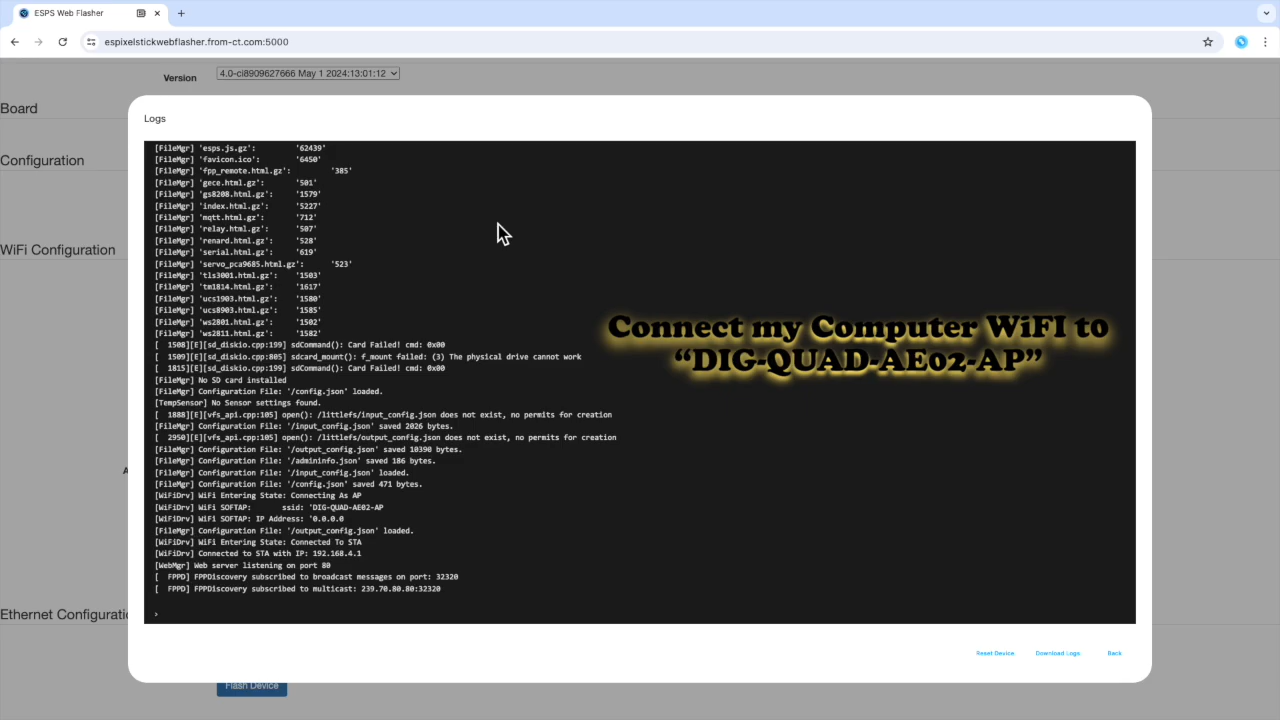 ESPS Web Flasher
espixelstickwebflasher.from-ct.com:5000
Version 4.0-ci8909627666 May 1 2024:13:01:12
Board
Configuration
WiFi Configuration
A
Ethernet Configuratio
Flash Device
Logs
[FileMgr] 'esps.js.gz': '62439'
[FileMgr] 'favicon.ico': '6450'
[FileMgr] 'fpp_remote.html.gz': '385'
[FileMgr] 'gece.html.gz': '501'
[FileMgr] 'gs8208.html.gz': '1579'
[FileMgr] 'index.html.gz': '5227'
[FileMgr] 'mqtt.html.gz': '712'
[FileMgr] 'relay.html.gz': '507'
[FileMgr] 'renard.html.gz': '528'
[FileMgr] 'serial.html.gz': '619'
[FileMgr] 'servo_pca9685.html.gz': '523'
[FileMgr] 'tls3001.html.gz': '1503'
[FileMgr] 'tm1814.html.gz': '1617'
[FileMgr] 'ucs1903.html.gz': '1580'
[FileMgr] 'ucs8903.html.gz': '1585'
[FileMgr] 'ws2801.html.gz': '1502'
[FileMgr] 'ws2811.html.gz': '1582'
[ 1508][E][sd_diskio.cpp:199] sdCommand(): Card Failed! cmd: 0x00
[ 1509][E][sd_diskio.cpp:805] sdcard_mount(): f_mount failed: (3) The physical drive cannot work
[ 1815][E][sd_diskio.cpp:199] sdCommand(): Card Failed! cmd: 0x00
[FileMgr] No SD card installed
[FileMgr] Configuration File: '/config.json' loaded.
[TempSensor] No Sensor settings found.
[ 1888][E][vfs_api.cpp:105] open(): /littlefs/input_config.json does not exist, no permits for creation
[FileMgr] Configuration File: '/input_config.json' saved 2026 bytes.
[ 2950][E][vfs_api.cpp:105] open(): /littlefs/output_config.json does not exist, no permits for creation
[FileMgr] Configuration File: '/output_config.json' saved 10390 bytes.
[FileMgr] Configuration File: '/admininfo.json' saved 186 bytes.
[FileMgr] Configuration File: '/input_config.json' loaded.
[FileMgr] Configuration File: '/config.json' saved 471 bytes.
[WiFiDrv] WiFi Entering State: Connecting As AP
[WiFiDrv] WiFi SOFTAP: ssid: 'DIG-QUAD-AE02-AP
[WiFiDrv] WiFi SOFTAP: IP Address: '0.0.0.0
[FileMgr] Configuration File: '/output_config.json' loaded.
[WiFiDrv] WiFi Entering State: Connected To STA
[WiFiDrv] Connected to STA with IP: 192.168.4.1
[WebMgr] Web server listening on port 80
[ FPPD] FPPDiscovery subscribed to broadcast messages on port: 32320
[ FPPD] FPPDiscovery subscribed to multicast: 239.70.80.80:32320
›
Connect my Computer WiFI to
“DIG-QUAD-AE02-AP”
Reset Device Download Logs Back